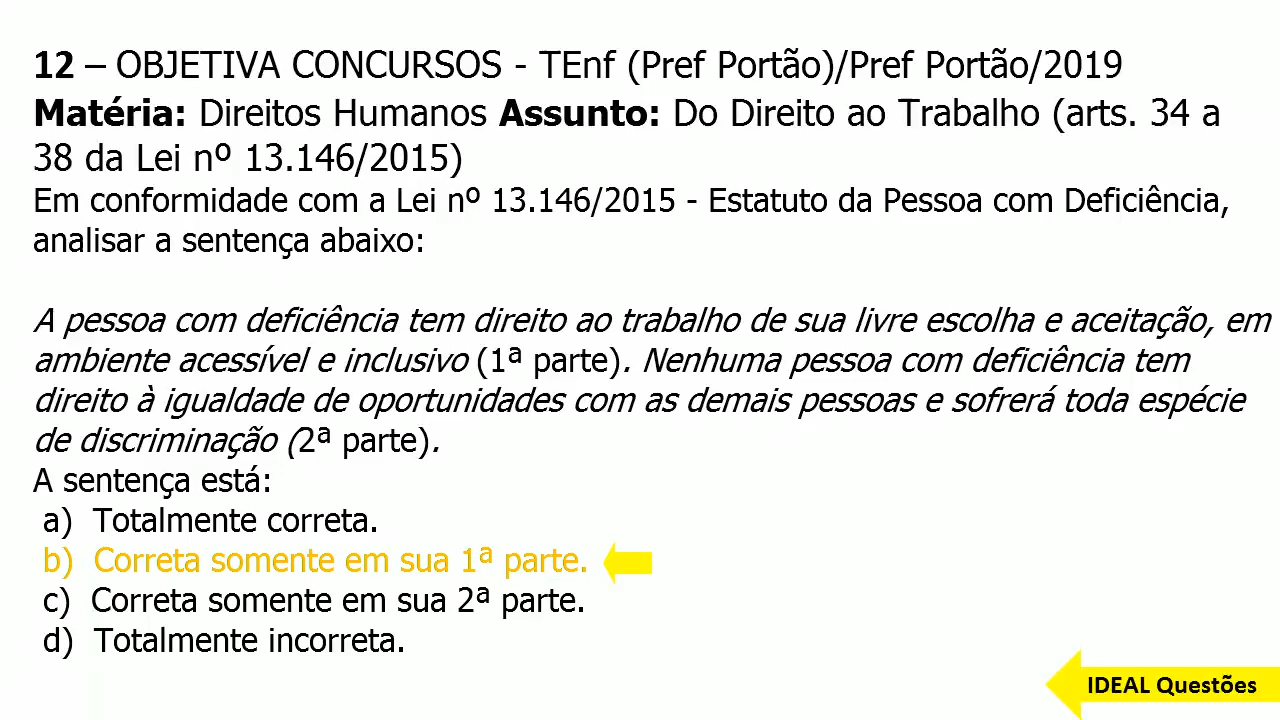 12 – OBJETIVA CONCURSOS - TEnf (Pref Portão)/Pref Portão/2019
Matéria: Direitos Humanos Assunto: Do Direito ao Trabalho (arts. 34 a
38 da Lei nº 13.146/2015)
Em conformidade com a Lei nº 13.146/2015 - Estatuto da Pessoa com Deficiência,
analisar a sentença abaixo:
A pessoa com deficiência tem direito ao trabalho de sua livre escolha e aceitação, em
ambiente acessível e inclusivo (1ª parte). Nenhuma pessoa com deficiência tem
direito à igualdade de oportunidades com as demais pessoas e sofrerá toda espécie
de discriminação (2ª parte).
A sentença está:
a) Totalmente correta.
b) Correta somente em sua 1ª parte.
c) Correta somente em sua 2ª parte.
d) Totalmente incorreta.
IDEAL Questões